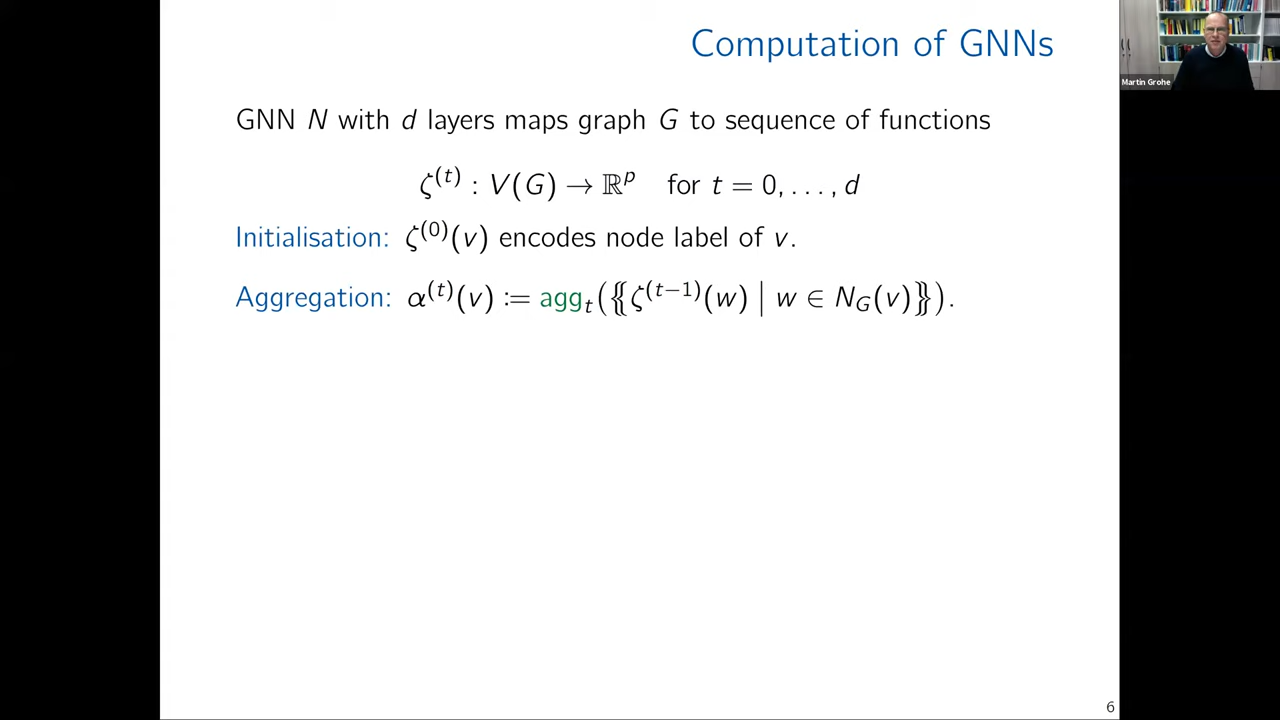 Computation of GNNs
Martin Grohe
GNN N with d layers maps graph G to sequence of functions
ζ^(t) : V(G) → ℝ^p for t = 0, . . . , d
Initialisation: ζ^(0)(v) encodes node label of v.
Aggregation: α^(t)(v) := agg_t({{ζ^(t−1)(w) | w ∈ N_G(v)}}).
6